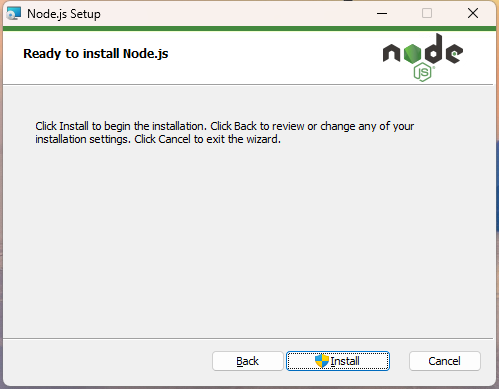 Node.js Setup
Ready to install Node.js
node
JS
Click Install to begin the installation. Click Back to review or change any of your
installation settings. Click Cancel to exit the wizard.
Back
Install
Cancel